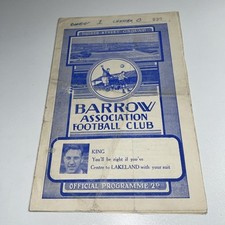 BARROW
ASSOCIATION
FOOTBALL CLUB
KING
You'll be right if you've
Centre to LAKELAND with your suit
OFFICIAL PROGRAMME 2D